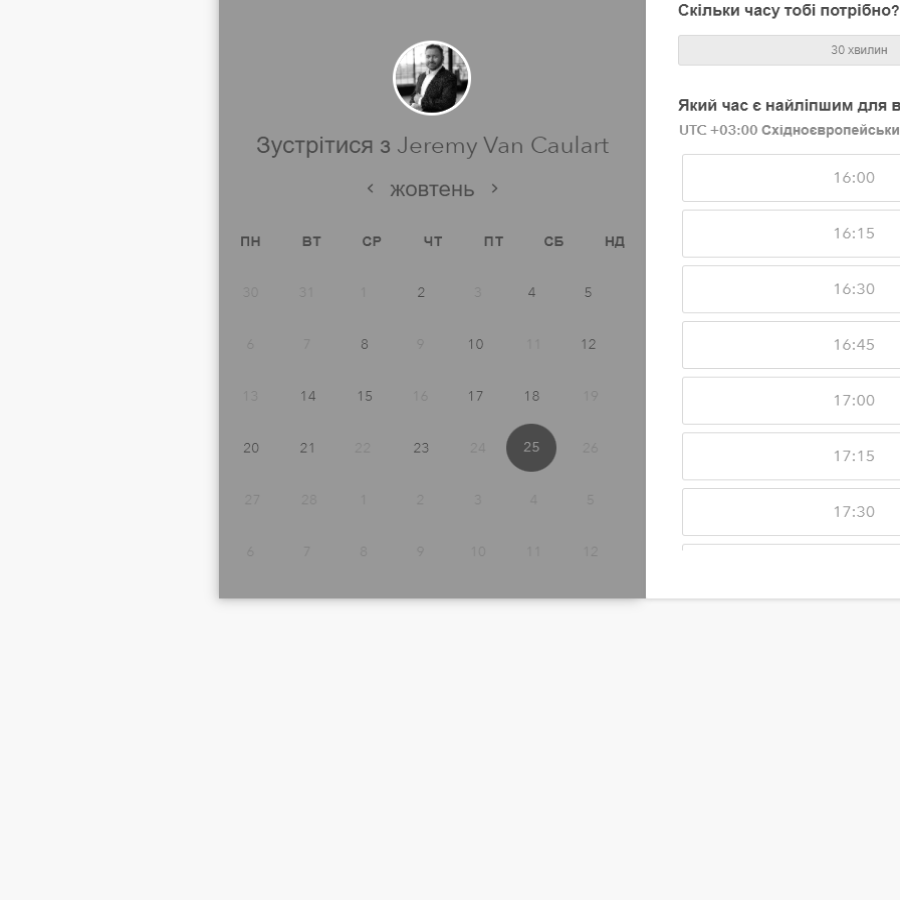 Зустрітися з Jeremy Van Caulart
жовтень
ПН ВТ СР ЧТ ПТ СБ НД
30 31 1 2 3 4 5
6 7 8 9 10 11 12
13 14 15 16 17 18 19
20 21 22 23 24 25 26
27 28 1 2 3 4 5
6 7 8 9 10 11 12
Скільки часу тобі потрібно?
30 хвилин
Який час є найліпшим для в
UTC +03:00 Східноєвропейськи
16:00
16:15
16:30
16:45
17:00
17:15
17:30